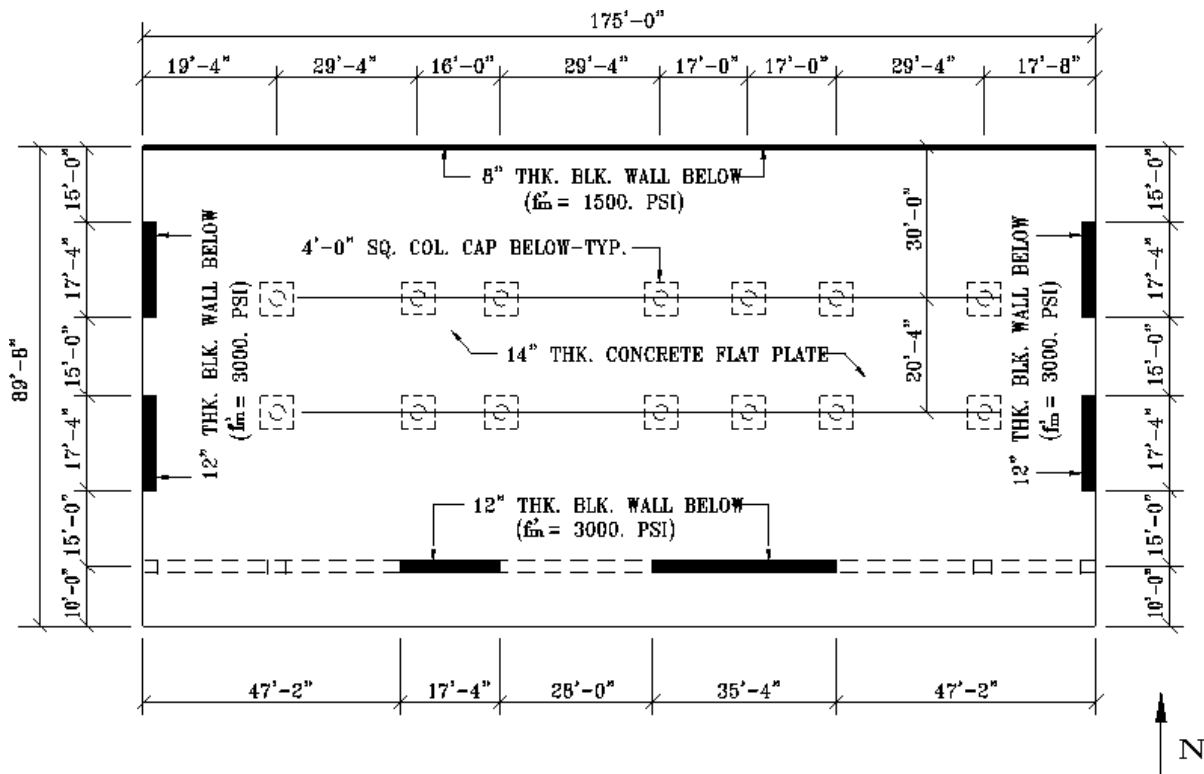 175'-0"
19'-4" 29'-4" 16'-0" 29'-4" 17'-0" 17'-0" 29'-4" 17'-8"
8" THK. BLK. WALL BELOW
(f'm = 1500. PSI)
4'-0" SQ. COL. CAP BELOW-TYP.
14" THK. CONCRETE FLAT PLATE
30'-0"
20'-4"
89'-8"
15'-0"
17'-4"
15'-0"
17'-4"
15'-0"
10'-0"
12" THK. BLK. WALL BELOW
(f'm = 3000. PSI)
12" THK. BLK. WALL BELOW
(f'm = 3000. PSI)
15'-0"
17'-4"
15'-0"
17'-4"
15'-0"
10'-0"
12" THK. BLK. WALL BELOW
(f'm = 3000. PSI)
47'-2" 17'-4" 28'-0" 35'-4" 47'-2"
N